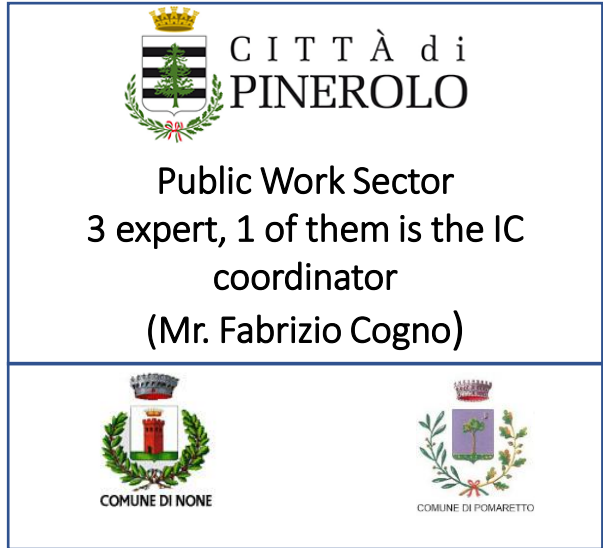 CITTÀ di
PINEROLO
Public Work Sector
3 expert, 1 of them is the IC
coordinator
(Mr. Fabrizio Cogno)
COMUNE DI NONE
COMUNE DI POMARETTO